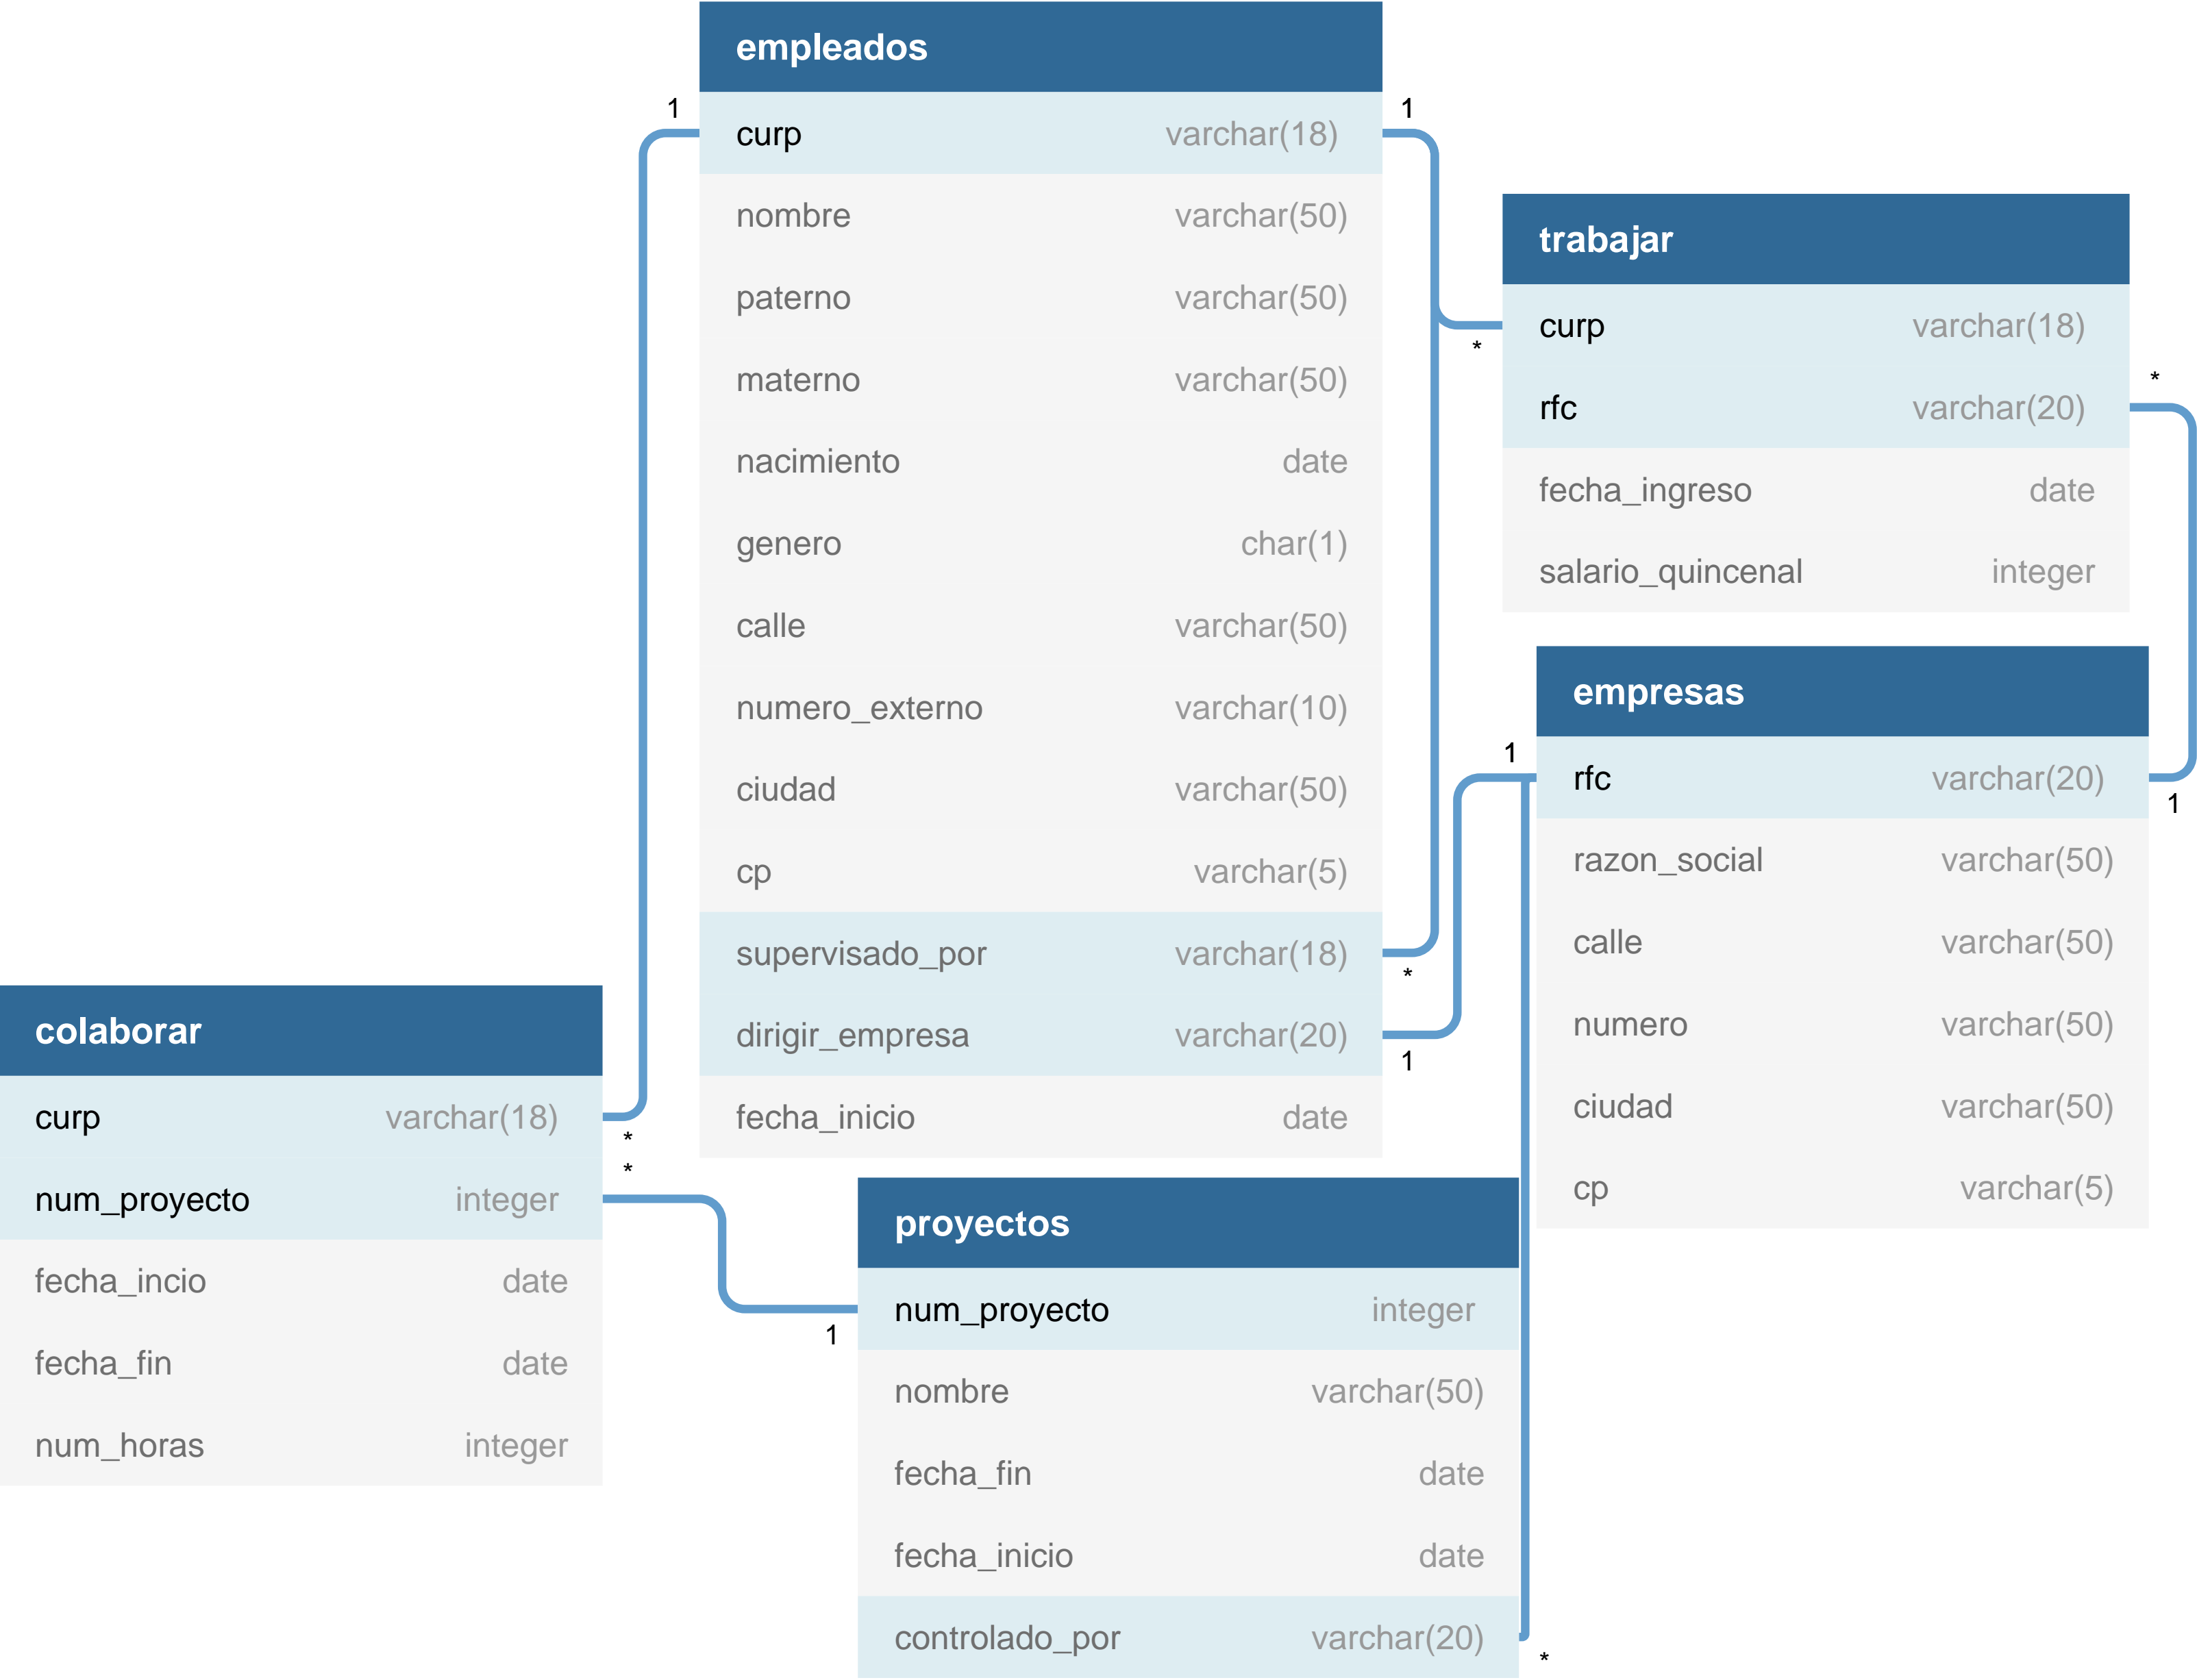 empleados
1
1
curp varchar(18)
nombre varchar(50)
paterno varchar(50)
materno varchar(50)
nacimiento date
genero char(1)
calle varchar(50)
numero_externo varchar(10)
ciudad varchar(50)
cp varchar(5)
supervisado_por varchar(18)
*
dirigir_empresa varchar(20)
1
fecha_inicio date
trabajar
curp varchar(18)
*
*
rfc varchar(20)
fecha_ingreso date
salario_quincenal integer
empresas
1
rfc varchar(20)
1
razon_social varchar(50)
calle varchar(50)
numero varchar(50)
ciudad varchar(50)
cp varchar(5)
colaborar
curp varchar(18)
*
*
num_proyecto integer
fecha_incio date
fecha_fin date
num_horas integer
proyectos
num_proyecto integer
1
nombre varchar(50)
fecha_fin date
fecha_inicio date
controlado_por varchar(20)
*